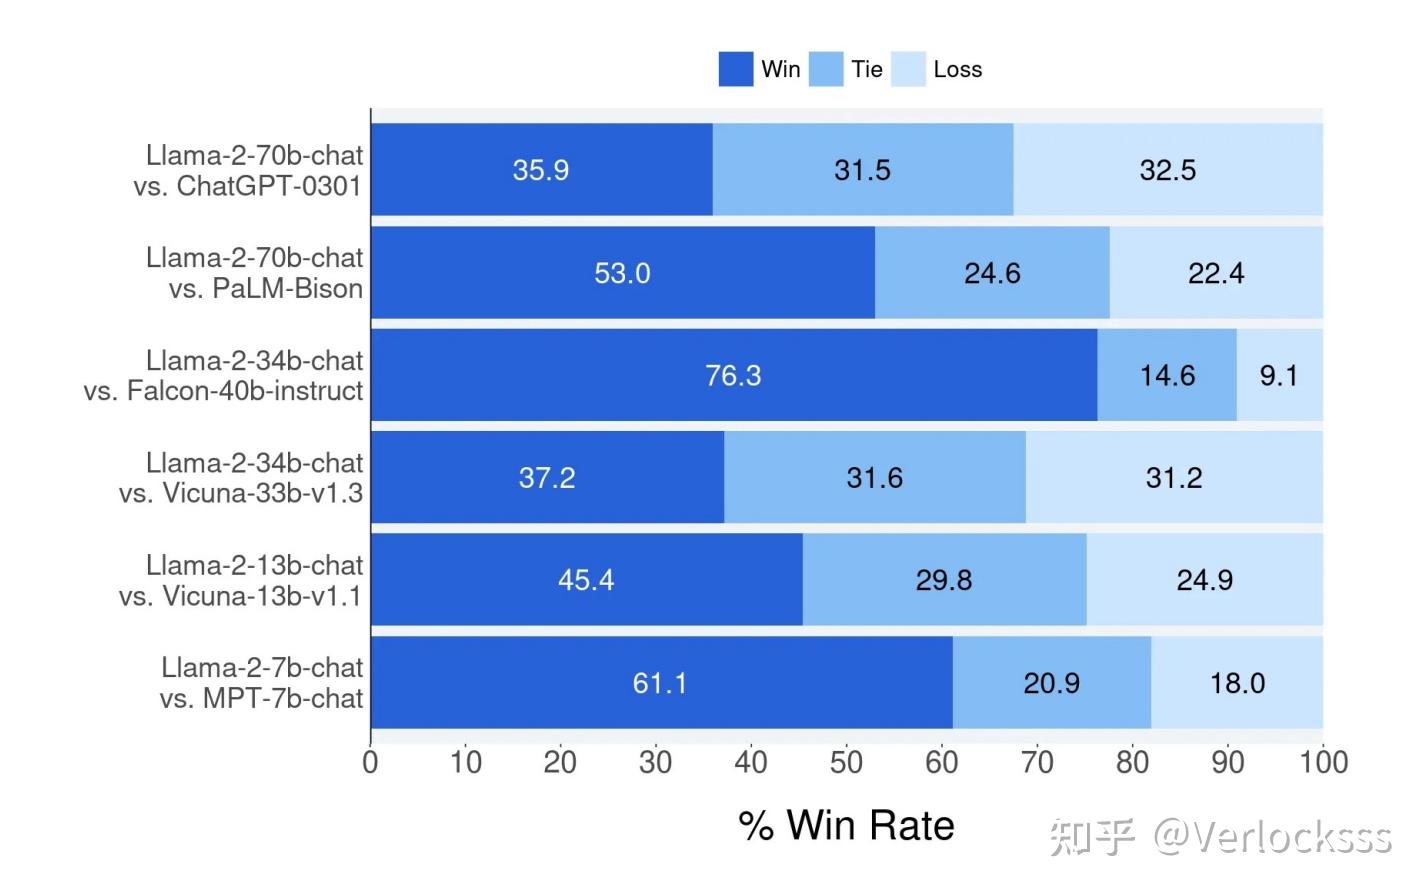 Win Tie Loss
Llama-2-70b-chat
vs. ChatGPT-0301
35.9 31.5 32.5
Llama-2-70b-chat
vs. PaLM-Bison
53.0 24.6 22.4
Llama-2-34b-chat
vs. Falcon-40b-instruct
76.3 14.6 9.1
Llama-2-34b-chat
vs. Vicuna-33b-v1.3
37.2 31.6 31.2
Llama-2-13b-chat
vs. Vicuna-13b-v1.1
45.4 29.8 24.9
Llama-2-7b-chat
vs. MPT-7b-chat
61.1 20.9 18.0
0 10 20 30 40 50 60 70 80 90 100
% Win Rate
知乎 @Verlocksss